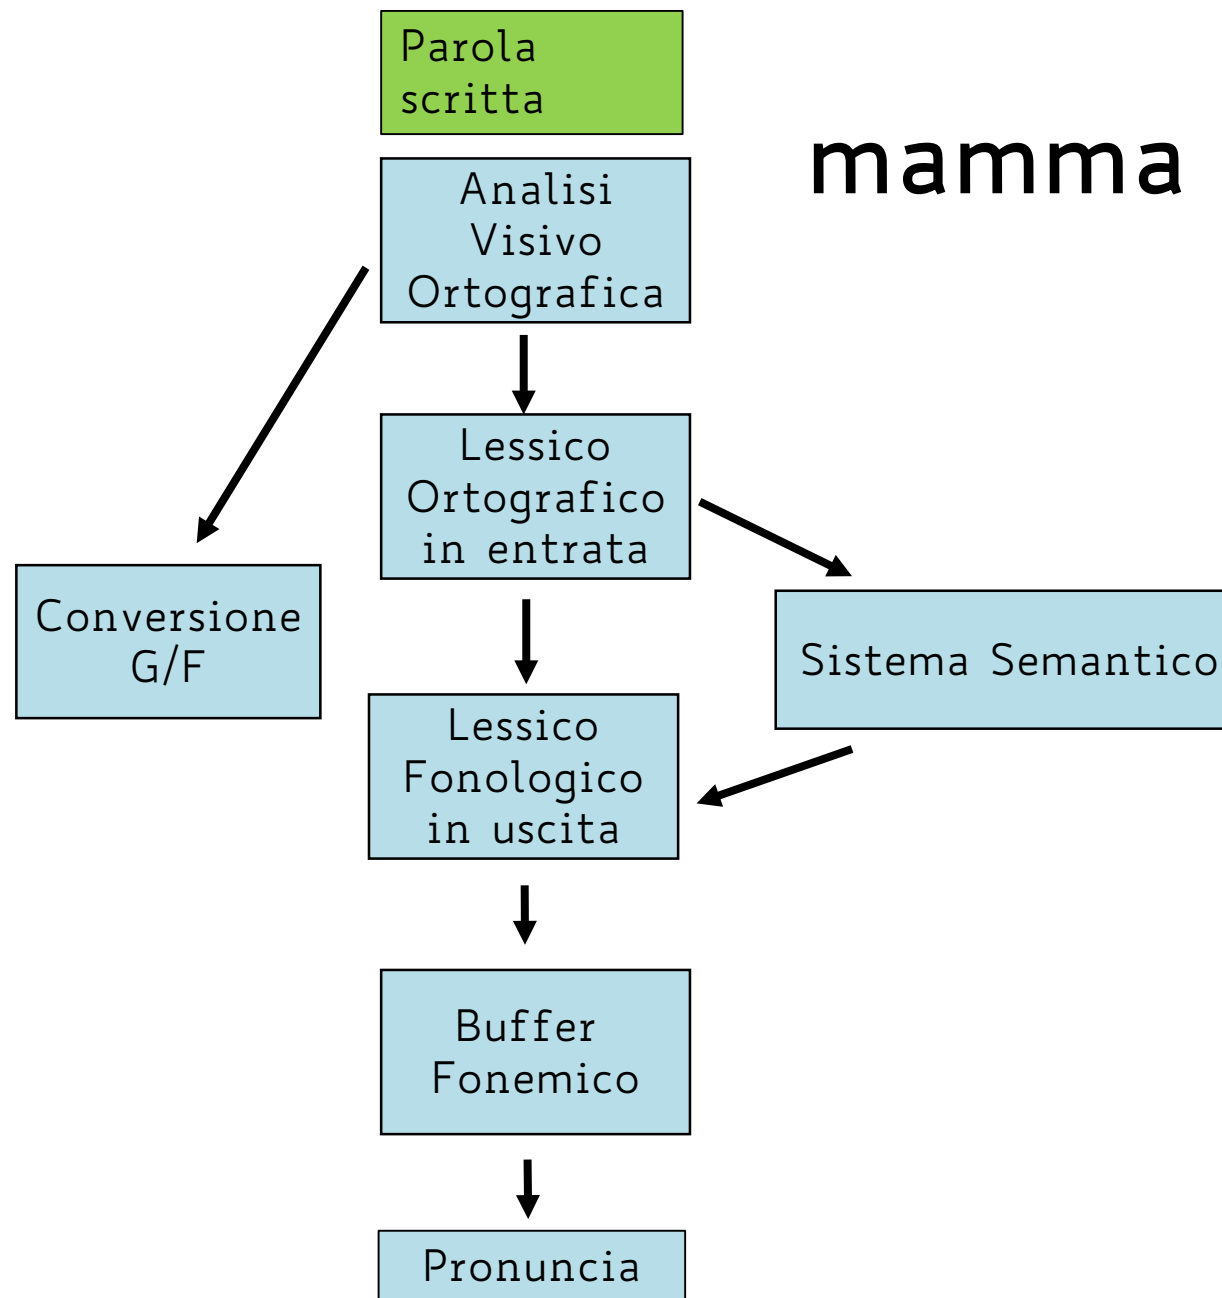 Parola
scritta
mamma
Analisi
Visivo
Ortografica
Lessico
Ortografico
in entrata
Conversione
G/F
Sistema Semantico
Lessico
Fonologico
in uscita
Buffer
Fonemico
Pronuncia